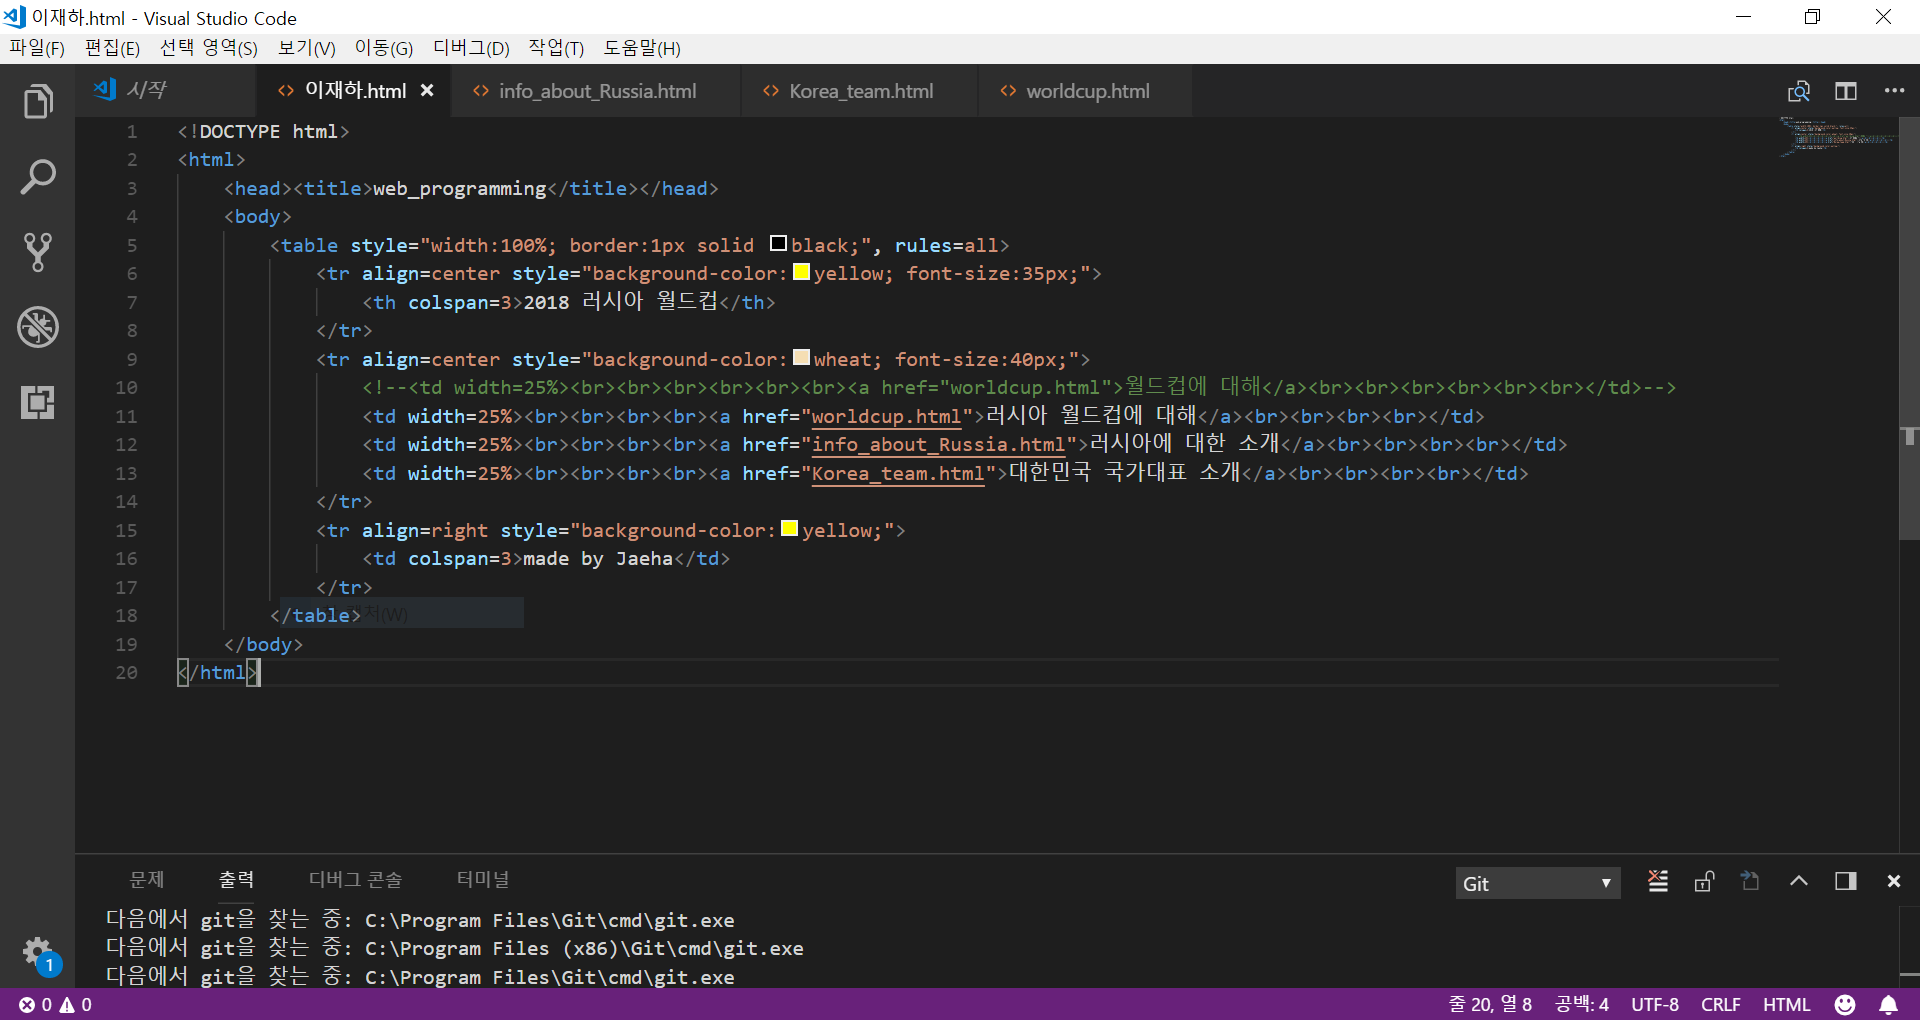 이재하.html - Visual Studio Code
파일(F) 편집(E) 선택 영역(S) 보기(V) 이동(G) 디버그(D) 작업(T) 도움말(H)
시작 <> 이재하.html × <> info_about_Russia.html <> Korea_team.html <> worldcup.html
1 <!DOCTYPE html>
2 <html>
3 <head><title>web_programming</title></head>
4 <body>
5 <table style="width:100%; border:1px solid black;", rules=all>
6 <tr align=center style="background-color:yellow; font-size:35px;">
7 <th colspan=3>2018 러시아 월드컵</th>
8 </tr>
9 <tr align=center style="background-color:wheat; font-size:40px;">
10 <!--<td width=25%><br><br><br><br><br><br><a href="worldcup.html">월드컵에 대해</a><br><br><br><br><br><br></td>-->
11 <td width=25%><br><br><br><br><a href="worldcup.html">러시아 월드컵에 대해</a><br><br><br><br></td>
12 <td width=25%><br><br><br><br><a href="info_about_Russia.html">러시아에 대한 소개</a><br><br><br><br></td>
13 <td width=25%><br><br><br><br><a href="Korea_team.html">대한민국 국가대표 소개</a><br><br><br><br></td>
14 </tr>
15 <tr align=right style="background-color:yellow;">
16 <td colspan=3>made by Jaeha</td>
17 </tr>
18 </table>
19 </body>
20 </html>
문제 출력 디버그 콘솔 터미널 Git
다음에서 git을 찾는 중: C:\Program Files\Git\cmd\git.exe
다음에서 git을 찾는 중: C:\Program Files (x86)\Git\cmd\git.exe
다음에서 git을 찾는 중: C:\Program Files\Git\cmd\git.exe
1
0 0 줄 20, 열 8 공백: 4 UTF-8 CRLF HTML